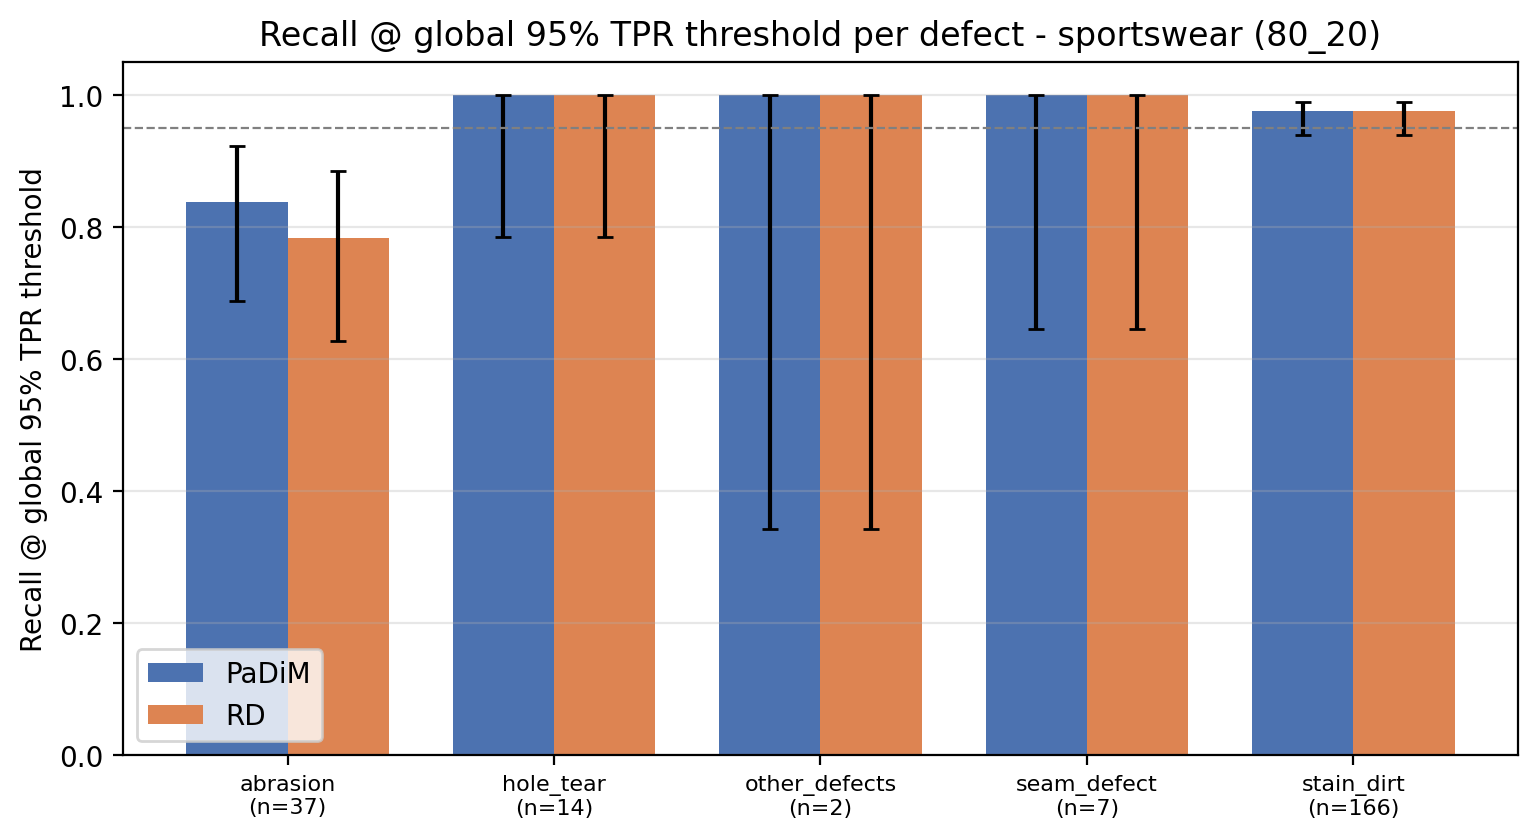 Recall @ global 95% TPR threshold per defect - sportswear (80_20)
Recall @ global 95% TPR threshold
1.0
0.8
0.6
0.4
0.2
0.0
PaDiM
RD
abrasion
(n=37)
hole_tear
(n=14)
other_defects
(n=2)
seam_defect
(n=7)
stain_dirt
(n=166)